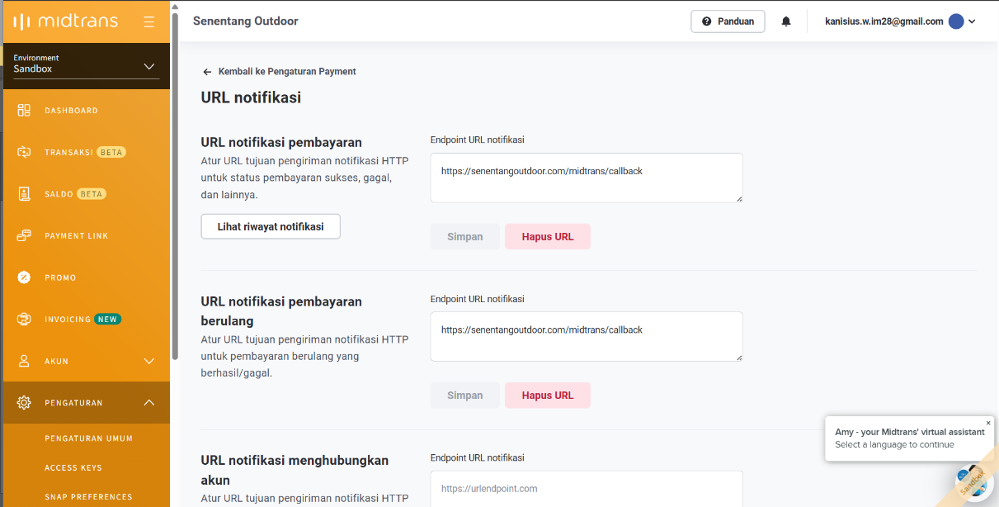 midtrans
Senentang Outdoor
Panduan
kanisius.w.im28@gmail.com
Environment
Sandbox
DASHBOARD
TRANSAKSI BETA
SALDO BETA
PAYMENT LINK
PROMO
INVOICING NEW
AKUN
PENGATURAN
PENGATURAN UMUM
ACCESS KEYS
SNAP PREFERENCES
Kembali ke Pengaturan Payment
URL notifikasi
URL notifikasi pembayaran
Atur URL tujuan pengiriman notifikasi HTTP
untuk status pembayaran sukses, gagal,
dan lainnya.
Lihat riwayat notifikasi
Endpoint URL notifikasi
https://senentangoutdoor.com/midtrans/callback
Simpan
Hapus URL
URL notifikasi pembayaran
berulang
Atur URL tujuan pengiriman notifikasi HTTP
untuk pembayaran berulang yang
berhasil/gagal.
Endpoint URL notifikasi
https://senentangoutdoor.com/midtrans/callback
Simpan
Hapus URL
URL notifikasi menghubungkan
akun
Atur URL tujuan pengiriman notifikasi HTTP
Endpoint URL notifikasi
https://urlendpoint.com
Amy - your Midtrans' virtual assistant
Select a language to continue
Sandbox